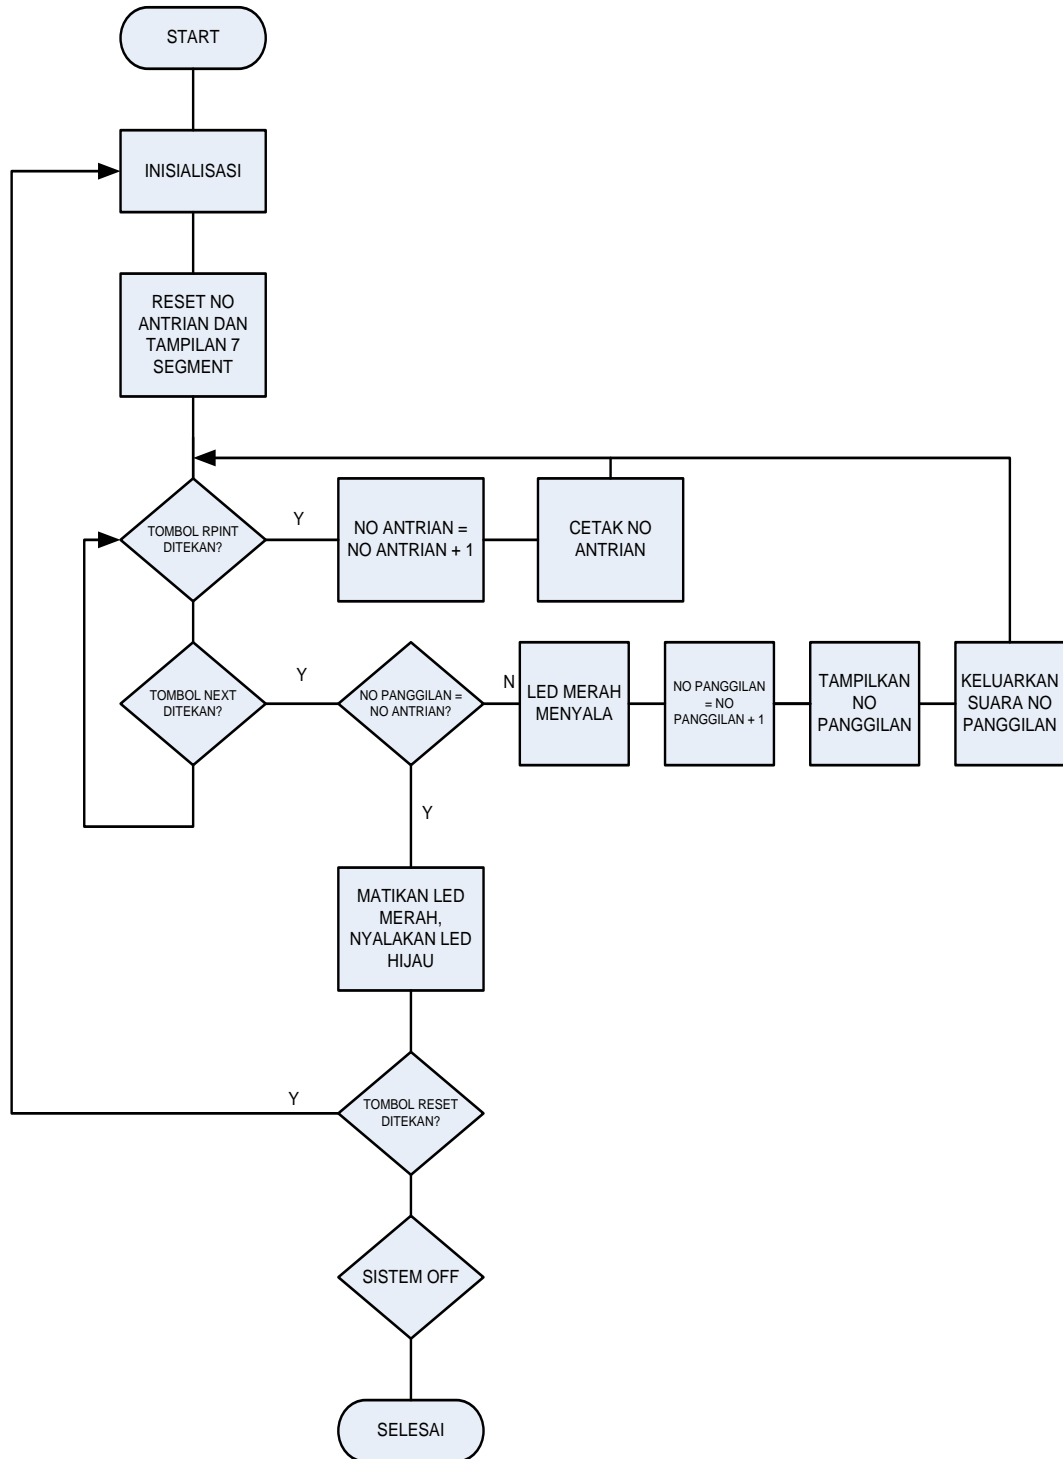 START
INISIALISASI
RESET NO
ANTRIAN DAN
TAMPILAN 7
SEGMENT
TOMBOL RPINT
DITEKAN?
Y
NO ANTRIAN =
NO ANTRIAN + 1
CETAK NO
ANTRIAN
TOMBOL NEXT
DITEKAN?
Y
NO PANGGILAN =
NO ANTRIAN?
N
LED MERAH
MENYALA
NO PANGGILAN
= NO
PANGGILAN + 1
TAMPILKAN
NO
PANGGILAN
KELUARKAN
SUARA NO
PANGGILAN
Y
MATIKAN LED
MERAH,
NYALAKAN LED
HIJAU
Y
TOMBOL RESET
DITEKAN?
SISTEM OFF
SELESAI